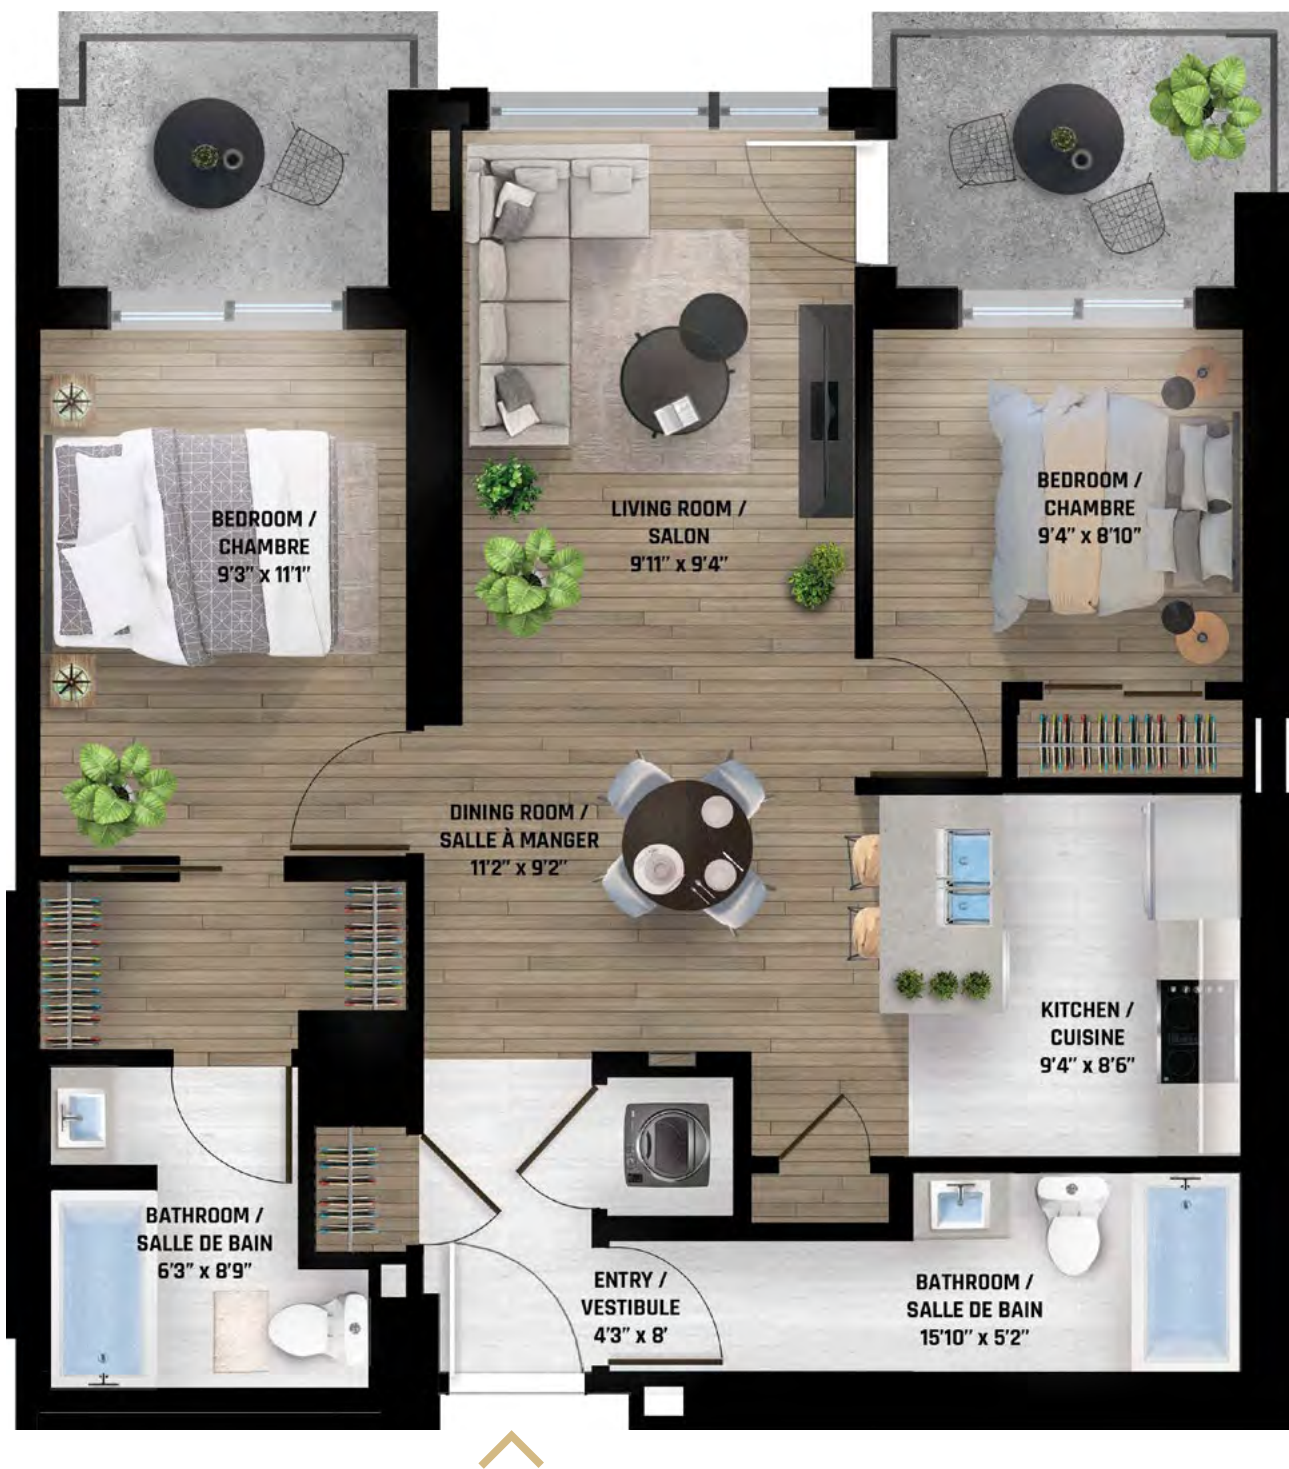 BEDROOM /
CHAMBRE
9'3" x 11'1"
LIVING ROOM /
SALON
9'11" x 9'4"
BEDROOM /
CHAMBRE
9'4" x 8'10"
DINING ROOM /
SALLE À MANGER
11'2" x 9'2"
KITCHEN /
CUISINE
9'4" x 8'6"
BATHROOM /
SALLE DE BAIN
6'3" x 8'9"
ENTRY /
VESTIBULE
4'3" x 8'
BATHROOM /
SALLE DE BAIN
15'10" x 5'2"